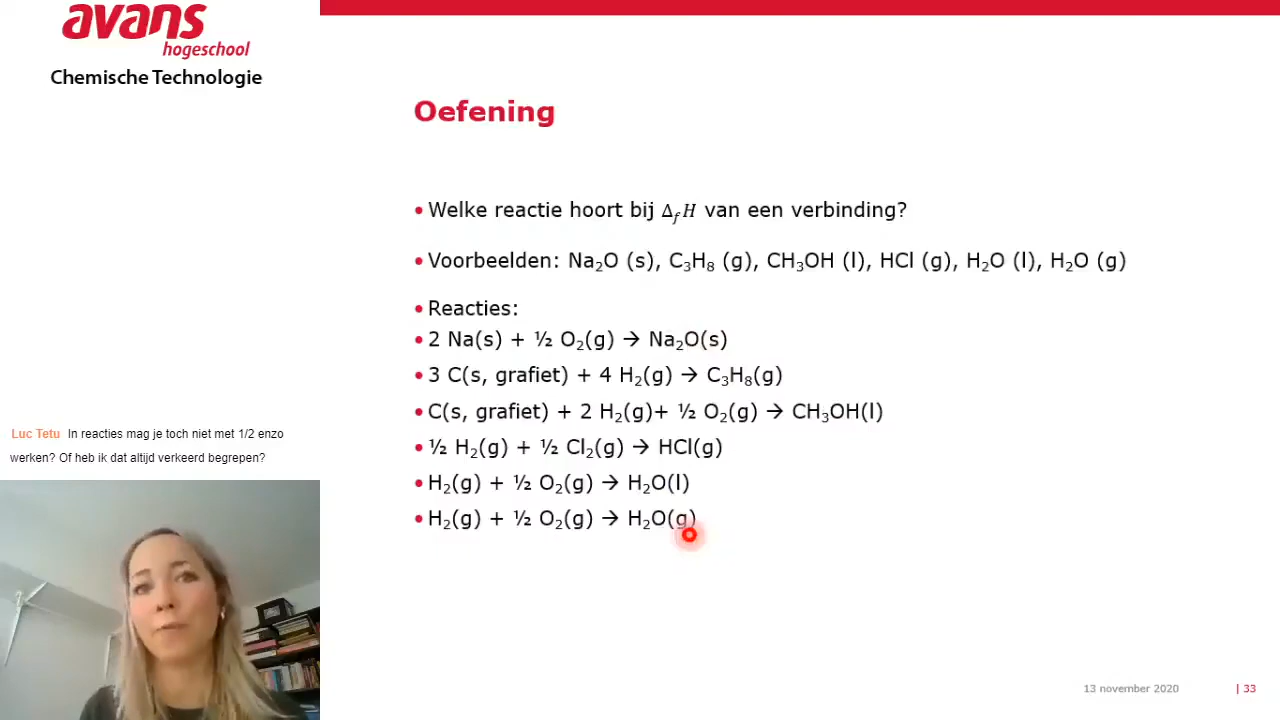 avans
hogeschool
Chemische Technologie
Oefening
• Welke reactie hoort bij Δ_fH van een verbinding?
• Voorbeelden: Na₂O (s), C₃H₈ (g), CH₃OH (l), HCl (g), H₂O (l), H₂O (g)
• Reacties:
• 2 Na(s) + ½ O₂(g) → Na₂O(s)
• 3 C(s, grafiet) + 4 H₂(g) → C₃H₈(g)
• C(s, grafiet) + 2 H₂(g)+ ½ O₂(g) → CH₃OH(l)
• ½ H₂(g) + ½ Cl₂(g) → HCl(g)
• H₂(g) + ½ O₂(g) → H₂O(l)
• H₂(g) + ½ O₂(g) → H₂O(g)
Luc Tetu In reacties mag je toch niet met 1/2 enzo
werken? Of heb ik dat altijd verkeerd begrepen?
13 november 2020 | 33